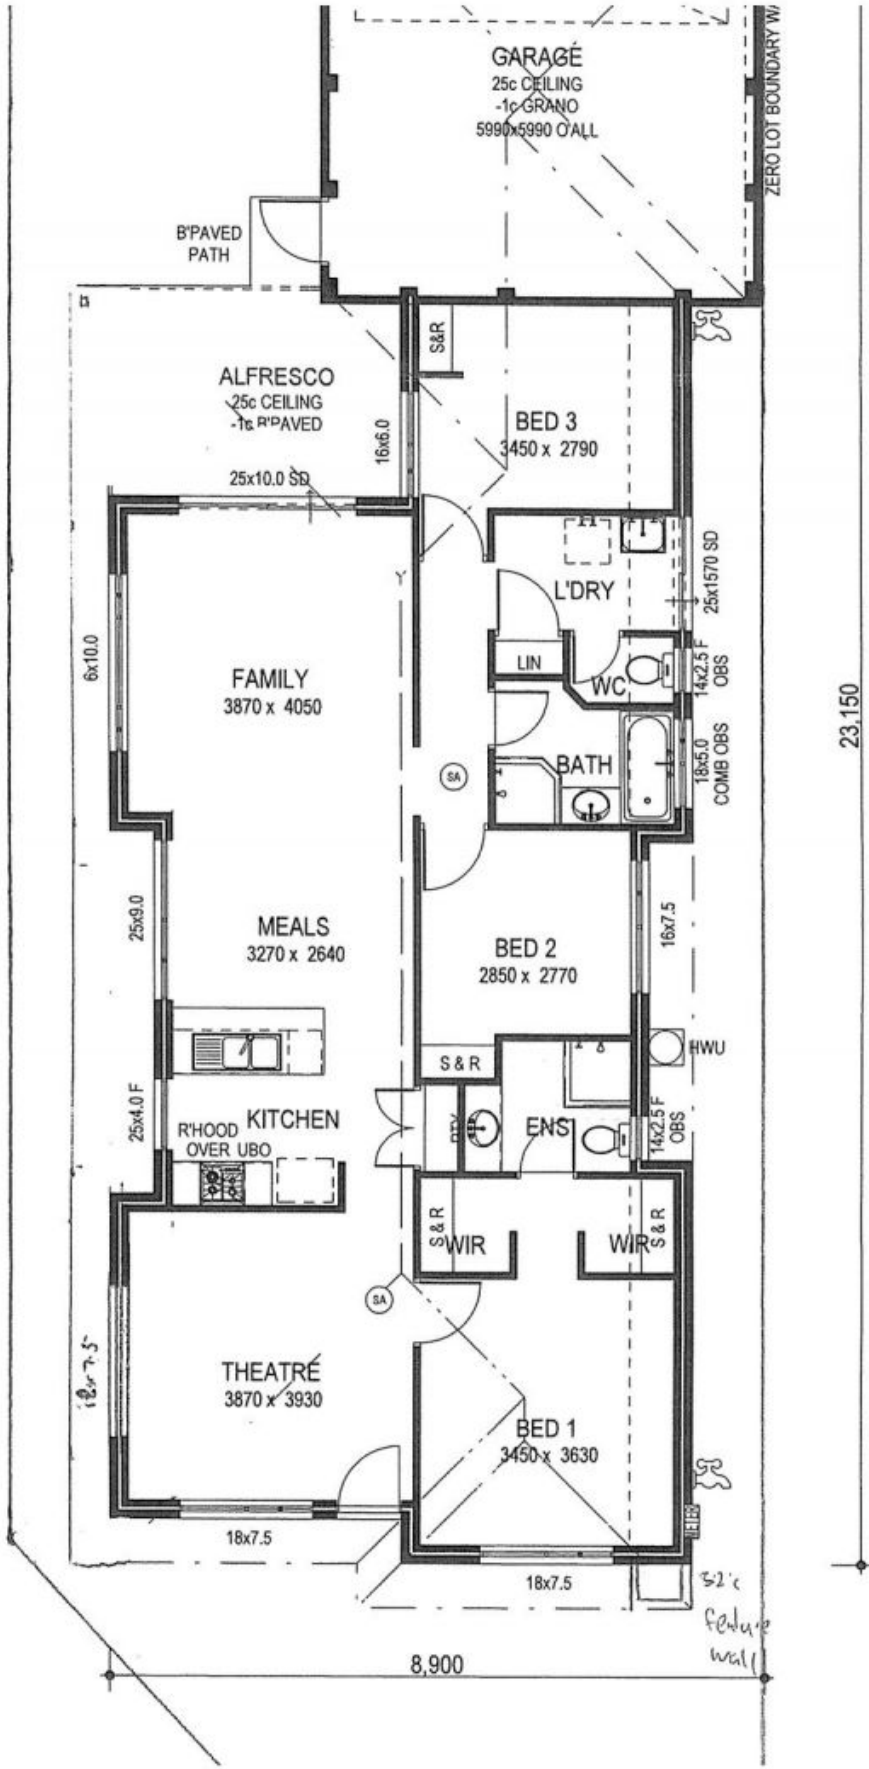 GARAGE
25c CEILING
-1c GRANO
5990x5990 O'ALL
ZERO LOT BOUNDARY
B'PAVED
PATH
S&R
ALFRESCO
25c CEILING
-1c B'PAVED
16x6.0
BED 3
3450 x 2790
25x10.0 SD
25x1570 SD
L'DRY
6x10.0
LIN
WC
14x2.5 F
OBS
FAMILY
3870 x 4050
23,150
SA
BATH
18x5.0
COMB OBS
25x9.0
MEALS
3270 x 2640
BED 2
2850 x 2770
16x7.5
S & R
HWU
25x4.0 F
KITCHEN
R'HOOD
OVER UBO
ENS
14x2.5 F
OBS
S & R
WIR
WIR
S & R
SA
THEATRE
3870 x 3930
BED 1
3450 x 3630
METER
18x7.5
18x7.5
32c
feature
wall
8,900